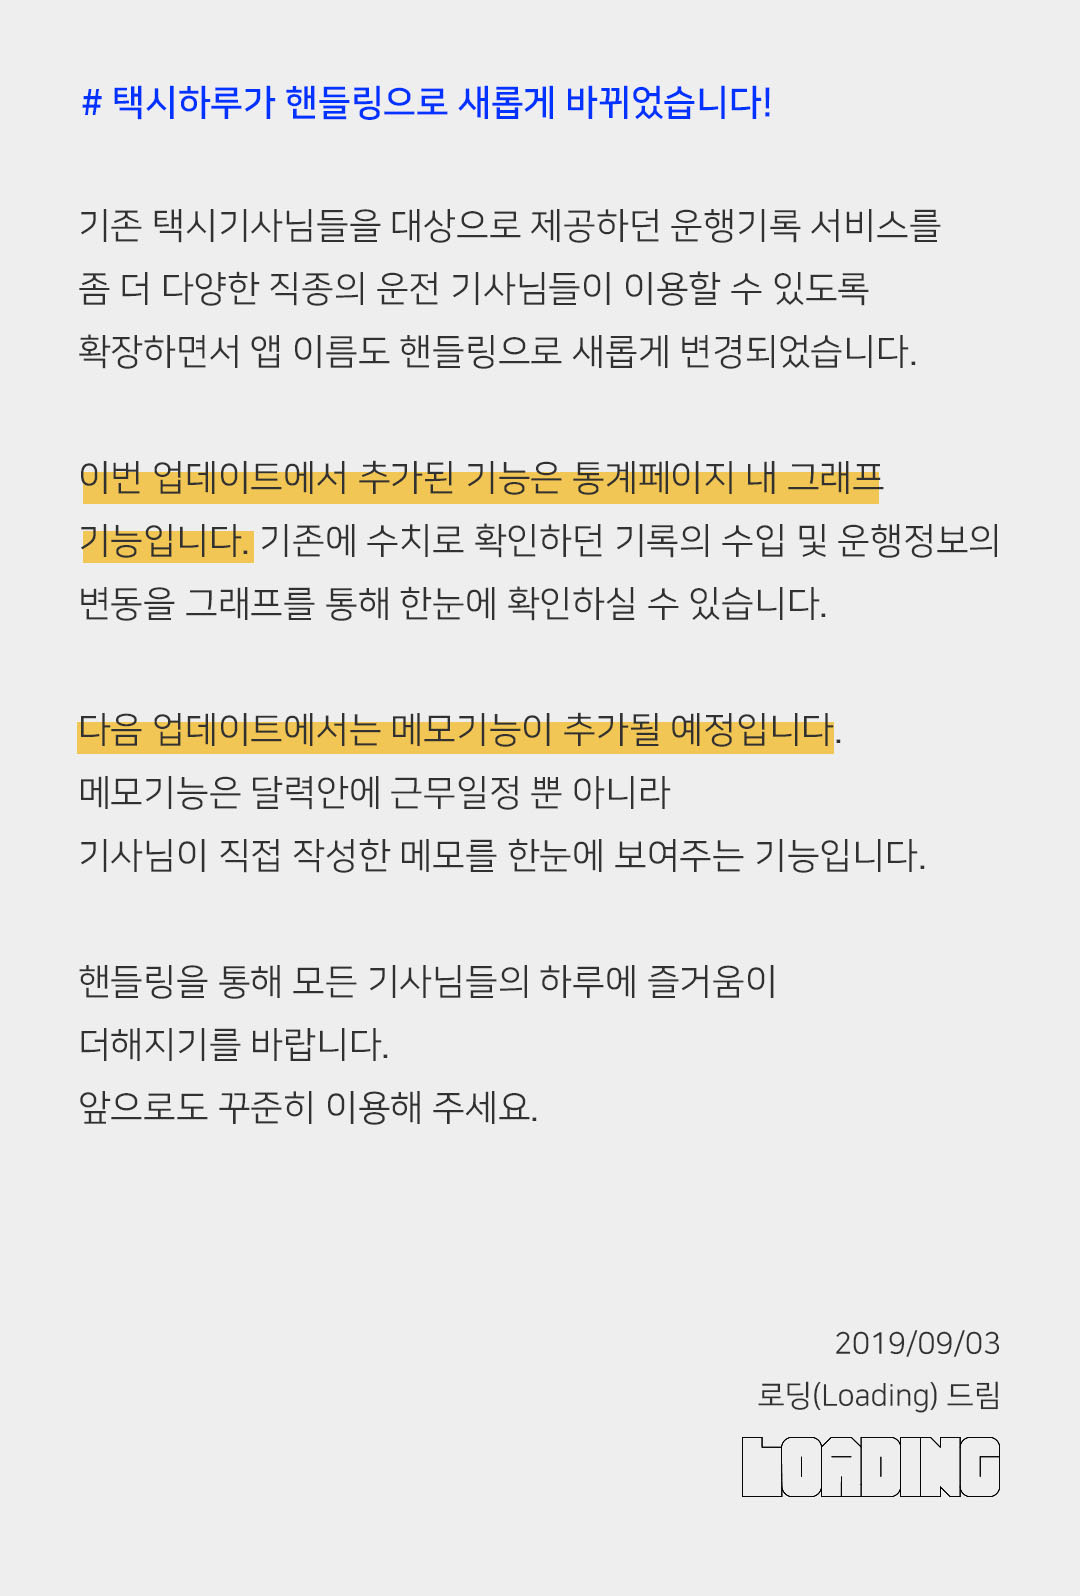 # 택시하루가 핸들링으로 새롭게 바뀌었습니다!
기존 택시기사님들을 대상으로 제공하던 운행기록 서비스를
좀 더 다양한 직종의 운전 기사님들이 이용할 수 있도록
확장하면서 앱 이름도 핸들링으로 새롭게 변경되었습니다.
이번 업데이트에서 추가된 기능은 통계페이지 내 그래프
기능입니다. 기존에 수치로 확인하던 기록의 수입 및 운행정보의
변동을 그래프를 통해 한눈에 확인하실 수 있습니다.
다음 업데이트에서는 메모기능이 추가될 예정입니다.
메모기능은 달력안에 근무일정 뿐 아니라
기사님이 직접 작성한 메모를 한눈에 보여주는 기능입니다.
핸들링을 통해 모든 기사님들의 하루에 즐거움이
더해지기를 바랍니다.
앞으로도 꾸준히 이용해 주세요.
2019/09/03
로딩(Loading) 드림
LOADING